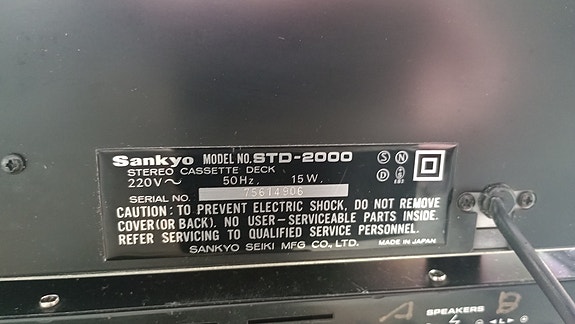 Sankyo MODEL NO. STD-2000
STEREO CASSETTE DECK
220V~ 50Hz. 15W.
SERIAL NO. 75614906
CAUTION: TO PREVENT ELECTRIC SHOCK, DO NOT REMOVE
COVER (OR BACK). NO USER-SERVICEABLE PARTS INSIDE.
REFER SERVICING TO QUALIFIED SERVICE PERSONNEL.
SANKYO SEIKI MFG CO., LTD. MADE IN JAPAN
S N
D
A SPEAKERS B